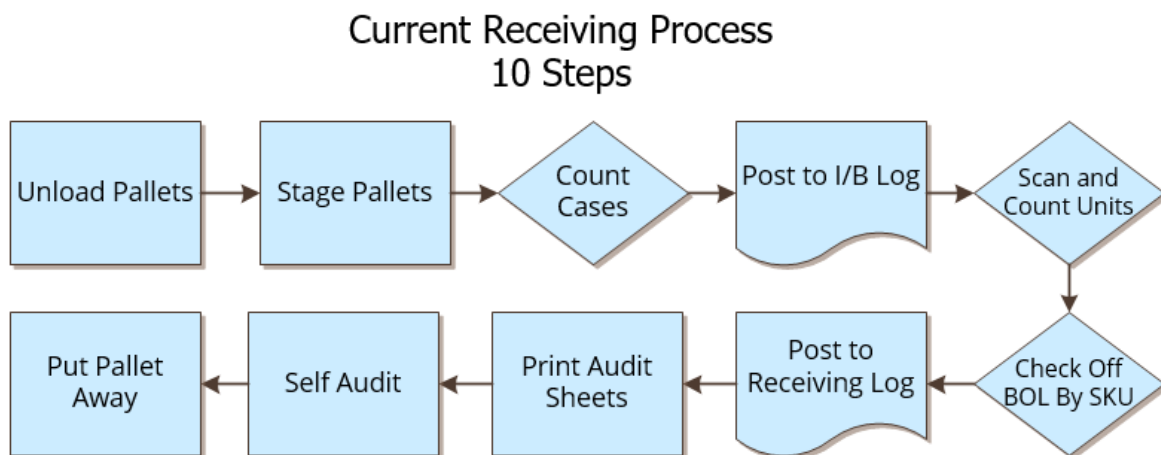 Current Receiving Process
10 Steps
Unload Pallets
Stage Pallets
Count
Cases
Post to I/B Log
Scan and
Count Units
Check Off
BOL By SKU
Post to
Receiving Log
Print Audit
Sheets
Self Audit
Put Pallet
Away